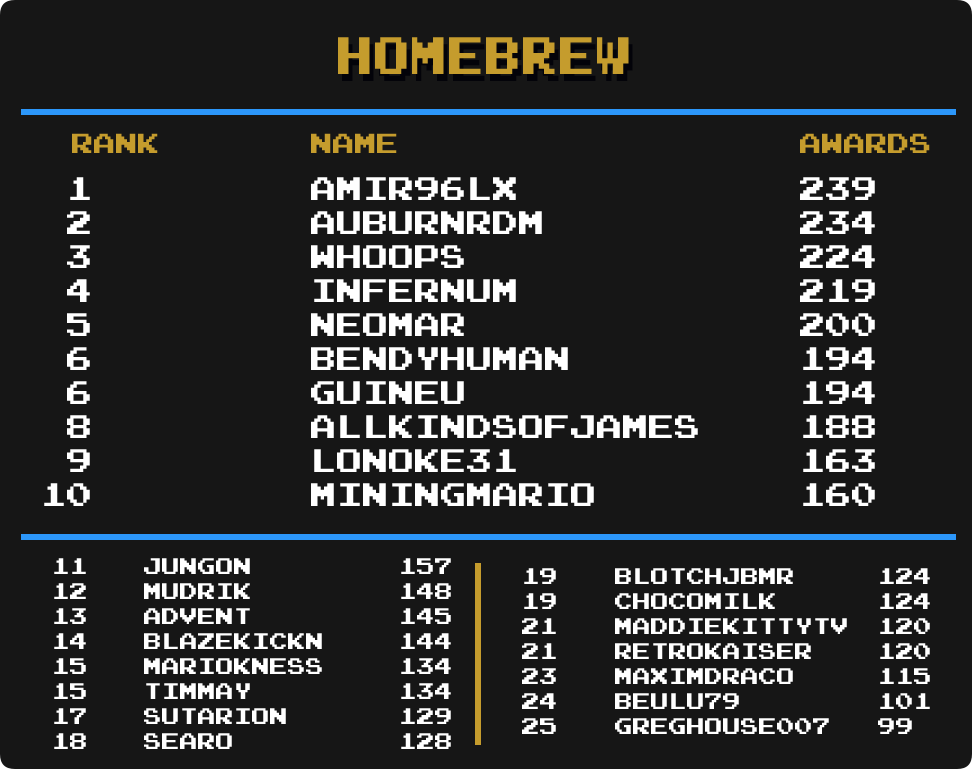 HOMEBREW
RANK NAME AWARDS
1 AMIR96LX 239
2 AUBURNRDM 234
3 WHOOPS 224
4 INFERNUM 219
5 NEOMAR 200
6 BENDYHUMAN 194
6 GUINEU 194
8 ALLKINDSOFJAMES 188
9 LONOKE31 163
10 MININGMARIO 160
11 JUNGON 157
12 MUDRIK 148
13 ADVENT 145
14 BLAZEKICKN 144
15 MARIOKNESS 134
15 TIMMAY 134
17 SUTARION 129
18 SEARO 128
19 BLOTCHJBMR 124
19 CHOCOMILK 124
21 MADDIEKITTYTV 120
21 RETROKAISER 120
23 MAXIMDRACO 115
24 BEULU79 101
25 GREGHOUSE007 99